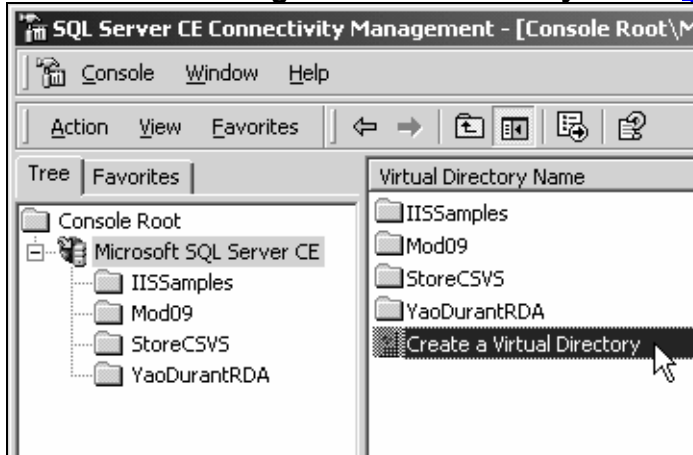 SQL Server CE Connectivity Management - [Console Root\M
Console Window Help
Action View Favorites
Tree Favorites
Virtual Directory Name
Console Root
Microsoft SQL Server CE
IISSamples
Mod09
StoreCSVS
YaoDurantRDA
IISSamples
Mod09
StoreCSVS
YaoDurantRDA
Create a Virtual Directory